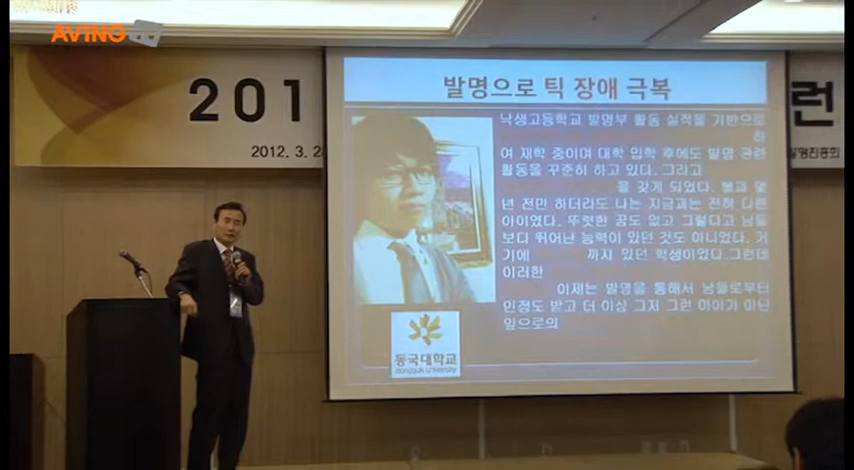 AVING
201
런
2012. 3. 2
발명진흥회
발명으로 틱 장애 극복
낙생고등학교 발명부 활동 실적을 기반으로
하
여 재학 중이며 대학 입학 후에도 발명 관련
활동을 꾸준히 하고 있다. 그리고
을 갖게 되었다. 불과 몇
년 전만 하더라도 나는 지금과는 전혀 다른
아이였다. 뚜렷한 꿈도 없고 그렇다고 남들
보다 뛰어난 능력이 있던 것도 아니었다. 거
기에 까지 있던 학생이었다.그런데
이러한
이제는 발명을 통해서 남들로부터
인정도 받고 더 이상 그저 그런 아이가 아닌
앞으로의
동국대학교
dongguk University